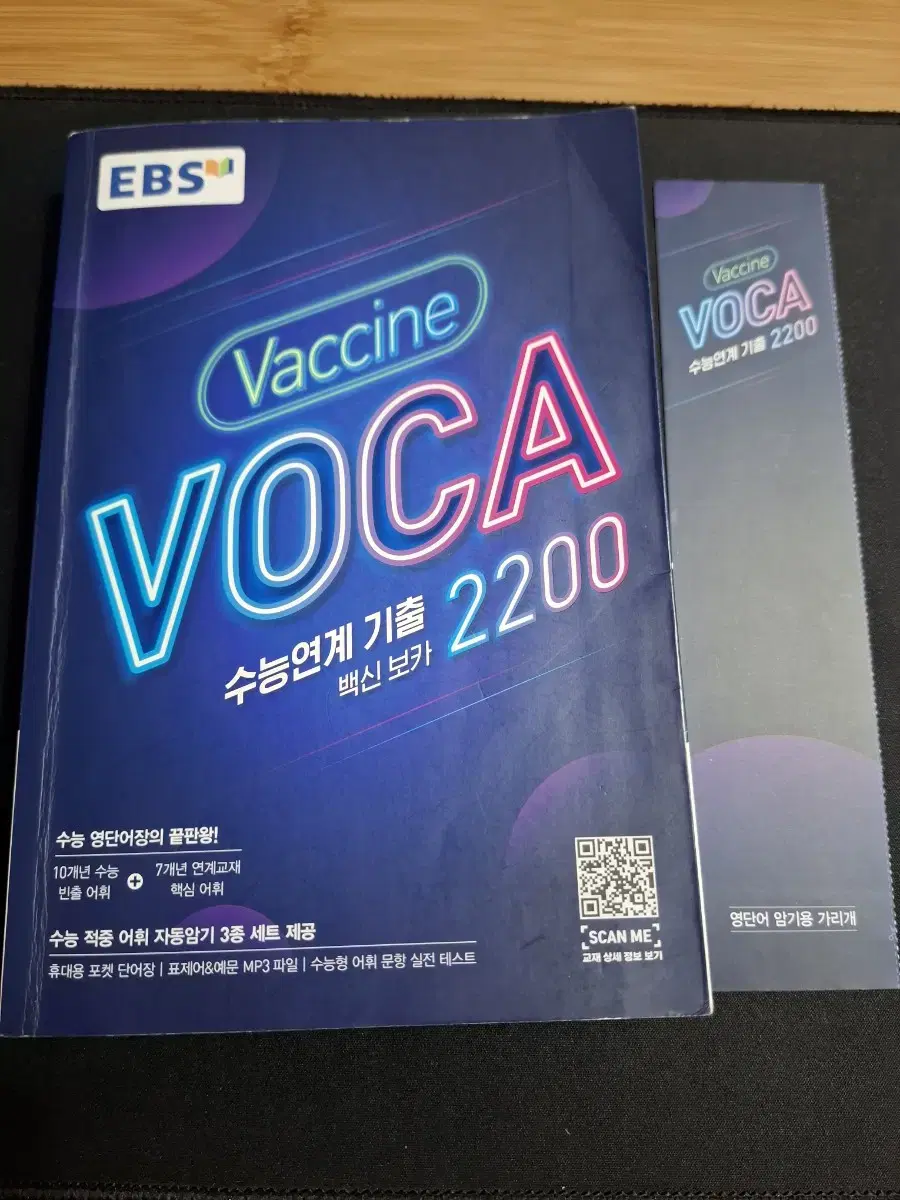 EBS
Vaccine
VOCA
수능연계 기출 2200
백신 보카
수능 영단어장의 끝판왕!
10개년 수능
빈출 어휘
+
7개년 연계교재
핵심 어휘
수능 적중 어휘 자동암기 3종 세트 제공
휴대용 포켓 단어장 | 표제어&예문 MP3 파일 | 수능형 어휘 문항 실전 테스트
SCAN ME
교재 상세 정보 보기
Vaccine
VOCA
수능연계 기출 2200
영단어 암기용 가리개